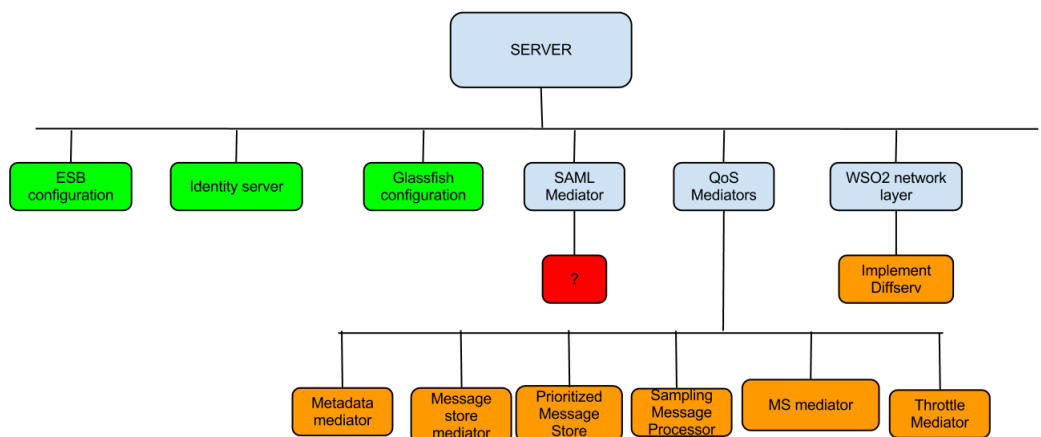 SERVER
ESB
configuration
Identity server
Glassfish
configuration
SAML
Mediator
QoS
Mediators
WSO2 network
layer
?
Implement
Diffserv
Metadata
mediator
Message
store
mediator
Prioritized
Message
Store
Sampling
Message
Processor
MS mediator
Throttle
Mediator